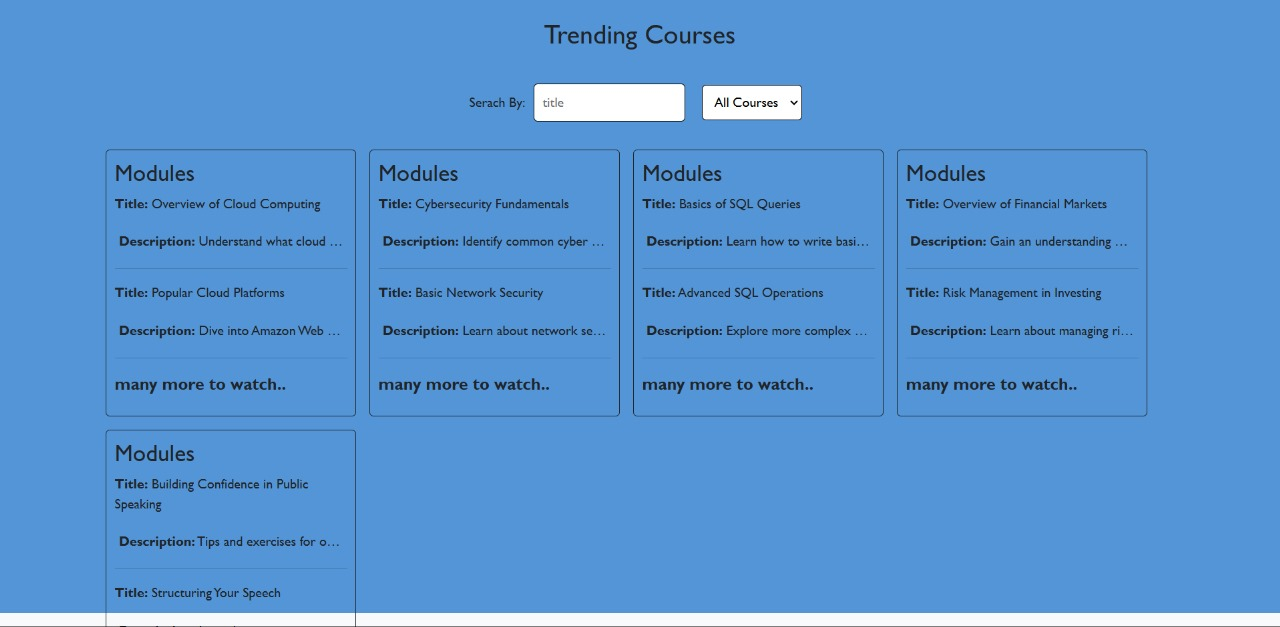 Trending Courses
Serach By: title All Courses
Modules
Title: Overview of Cloud Computing
Description: Understand what cloud ...
Title: Popular Cloud Platforms
Description: Dive into Amazon Web ...
many more to watch..
Modules
Title: Cybersecurity Fundamentals
Description: Identify common cyber ...
Title: Basic Network Security
Description: Learn about network se...
many more to watch..
Modules
Title: Basics of SQL Queries
Description: Learn how to write basi...
Title: Advanced SQL Operations
Description: Explore more complex ...
many more to watch..
Modules
Title: Overview of Financial Markets
Description: Gain an understanding ...
Title: Risk Management in Investing
Description: Learn about managing ri...
many more to watch..
Modules
Title: Building Confidence in Public
Speaking
Description: Tips and exercises for o...
Title: Structuring Your Speech